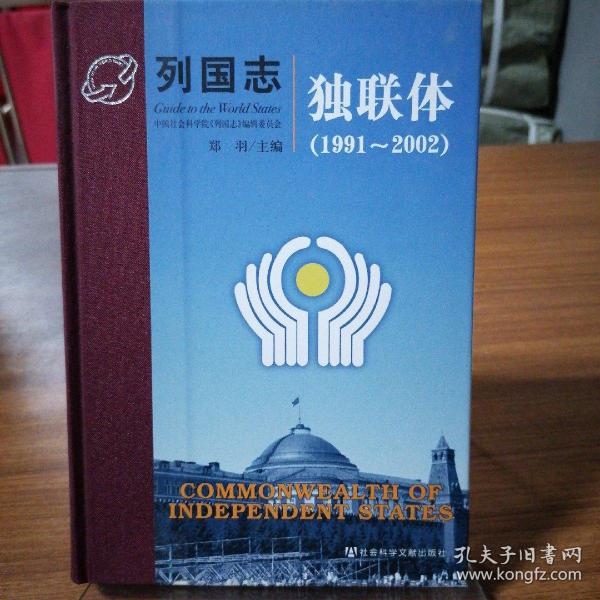 列国志
Guide to the World States
中国社会科学院《列国志》编辑委员会
郑 羽/主编
独联体
(1991～2002)
COMMONWEALTH OF
INDEPENDENT STATES
社会科学文献出版社
孔夫子旧书网
www.kongfz.com